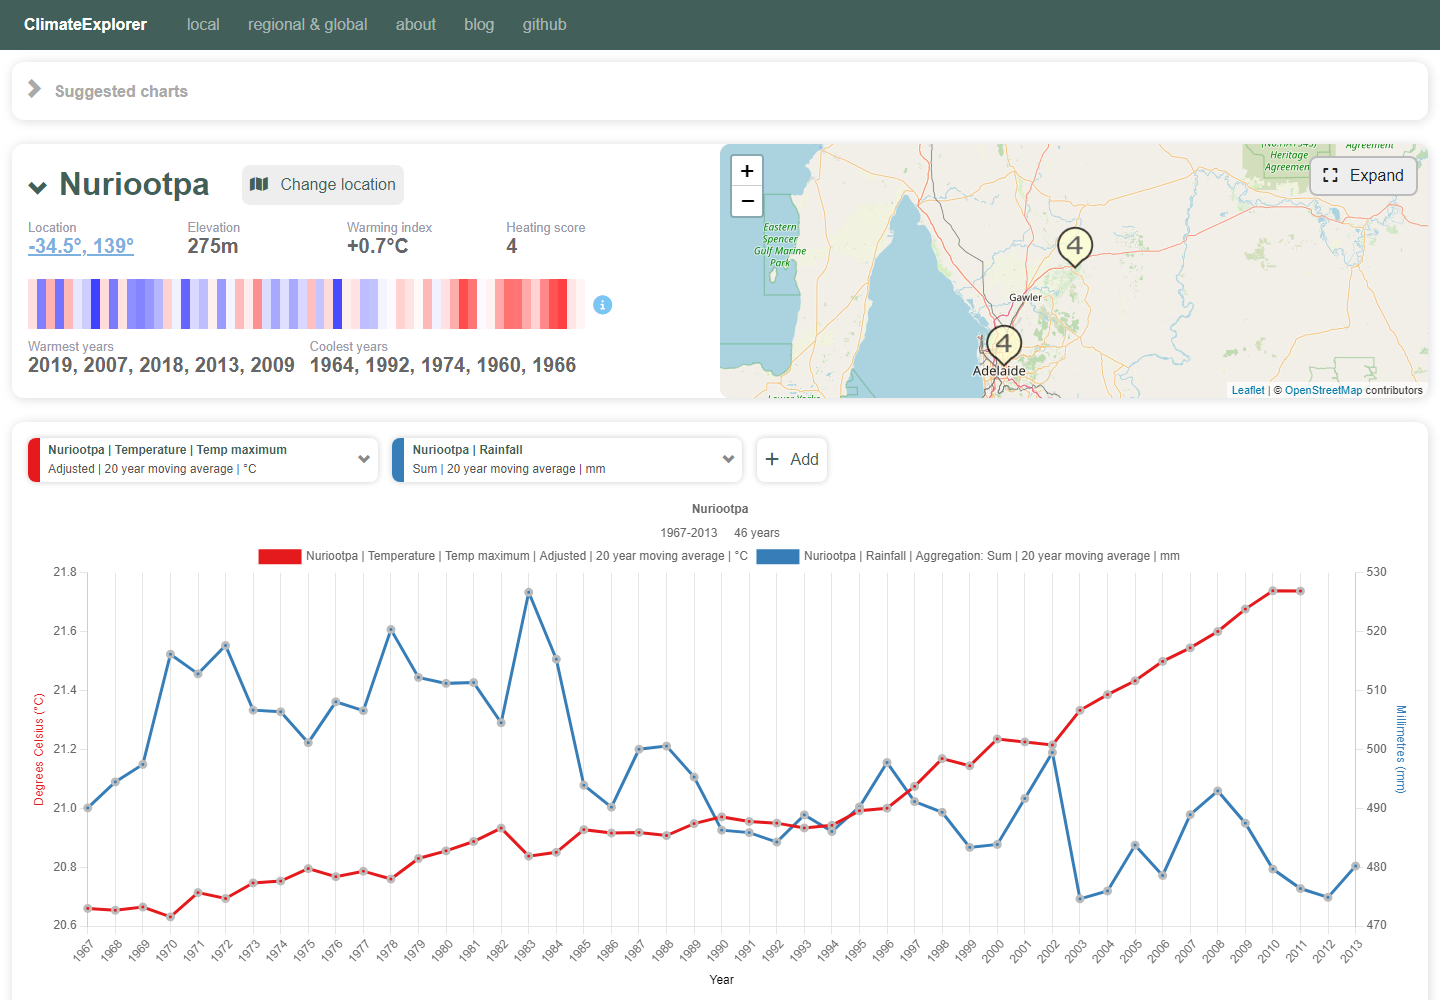 ClimateExplorer local regional & global about blog github
Suggested charts
Nuriootpa Change location
Location Elevation Warming index Heating score
-34.5°, 139° 275m +0.7°C 4
Warmest years Coolest years
2019, 2007, 2018, 2013, 2009 1964, 1992, 1974, 1960, 1966
+
−
Heritage
Agreement
Expand
Eastern
Spencer
Gulf Marine
Park
4
Gawler
4
Adelaide
Leaflet | © OpenStreetMap contributors
Nuriootpa | Temperature | Temp maximum
Adjusted | 20 year moving average | °C
Nuriootpa | Rainfall
Sum | 20 year moving average | mm
+ Add
Nuriootpa
1967-2013 46 years
Nuriootpa | Temperature | Temp maximum | Adjusted | 20 year moving average | °C Nuriootpa | Rainfall | Aggregation: Sum | 20 year moving average | mm
21.8 530
21.6 520
21.4 510
21.2 500
21.0 490
20.8 480
20.6 470
Degrees Celsius (°C)
Millimetres (mm)
1967 1968 1969 1970 1971 1972 1973 1974 1975 1976 1977 1978 1979 1980 1981 1982 1983 1984 1985 1986 1987 1988 1989 1990 1991 1992 1993 1994 1995 1996 1997 1998 1999 2000 2001 2002 2003 2004 2005 2006 2007 2008 2009 2010 2011 2012 2013
Year